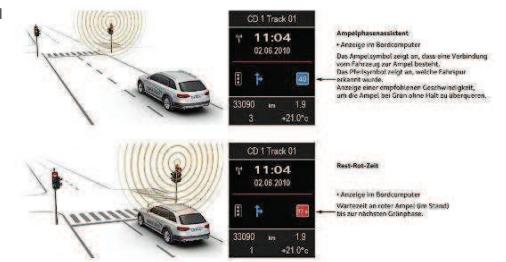 CD 1 Track 01
11:04
02.06.2010
40
33090 km 1.9
3 +21.0°c
Ampelphasenassistent
• Anzeige im Bordcomputer
Das Ampelsymbol zeigt an, dass eine Verbindung
vom Fahrzeug zur Ampel besteht.
Das Pfeilsymbol zeigt an, welche Fahrspur
erkannt wurde.
Anzeige einer empfohlenen Geschwindigkeit,
um die Ampel bei Grün ohne Halt zu überqueren.
CD 1 Track 01
11:04
02.06.2010
33090 km 1.9
1 +21.0°c
Rest-Rot-Zeit
• Anzeige im Bordcomputer
Wartezeit an roter Ampel (im Stand)
bis zur nächsten Grünphase.